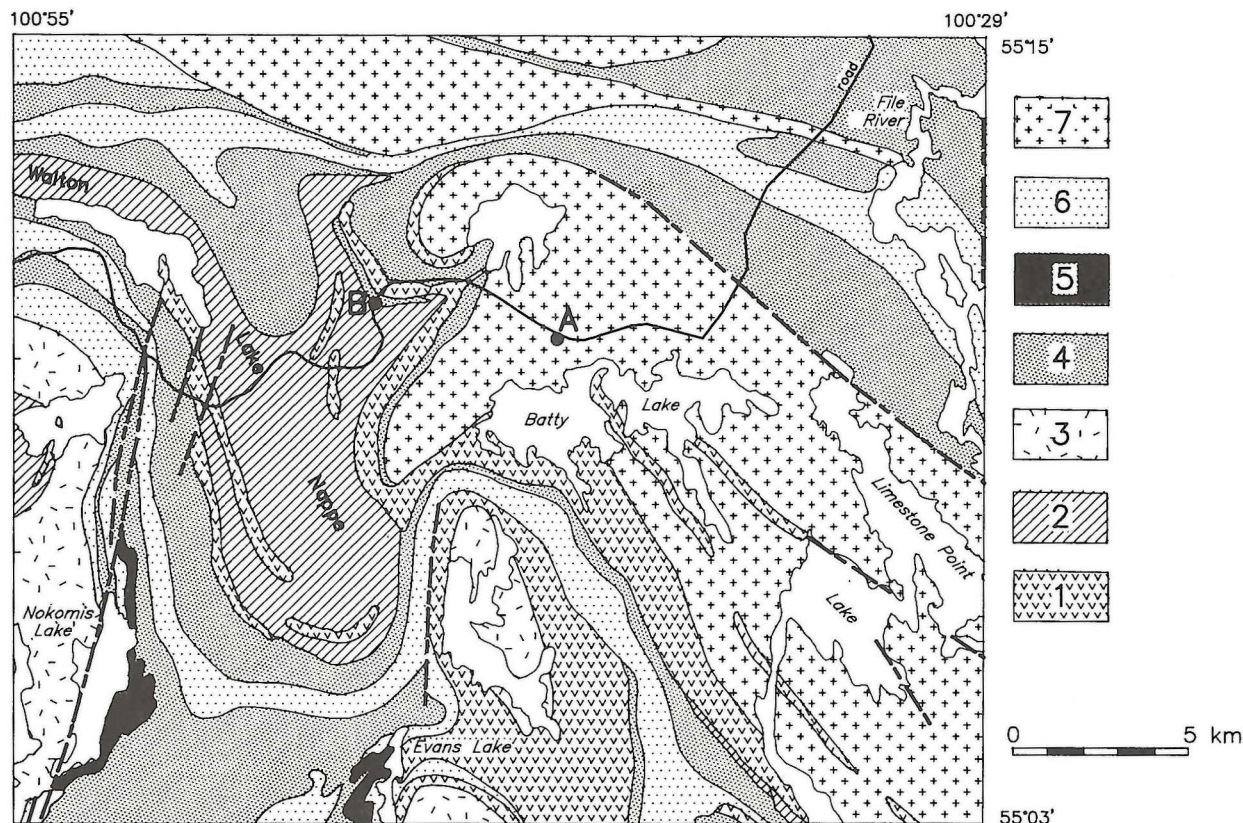 100°55' 100°29'
55°15'
road
File
River
7
6
Walton
5
B
A
Lake
4
Lake
Batty
3
Nappe
Limestone Point
2
Lake
1
Nokomis
Lake
0 5 km
Evans Lake
55°03'